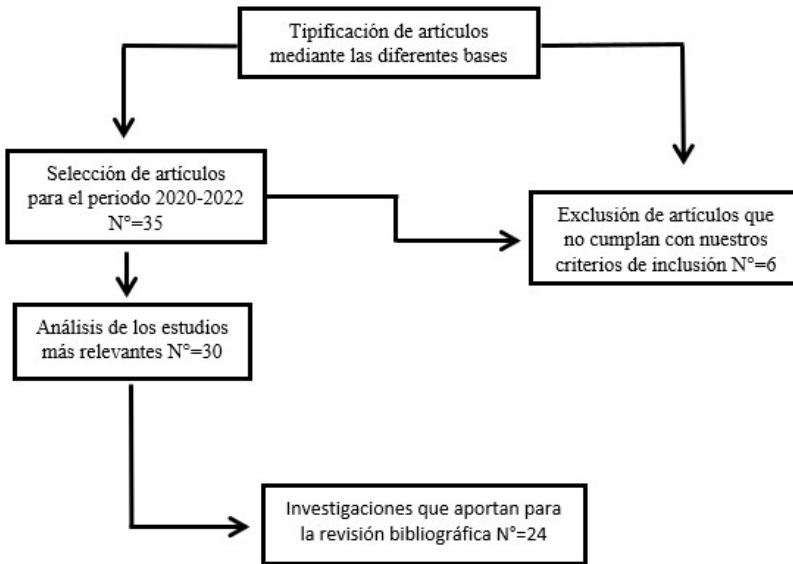 Tipificación de artículos
mediante las diferentes bases
Selección de artículos
para el periodo 2020-2022
N°=35
Exclusión de artículos que
no cumplan con nuestros
criterios de inclusión N°=6
Análisis de los estudios
más relevantes N°=30
Investigaciones que aportan para
la revisión bibliográfica N°=24